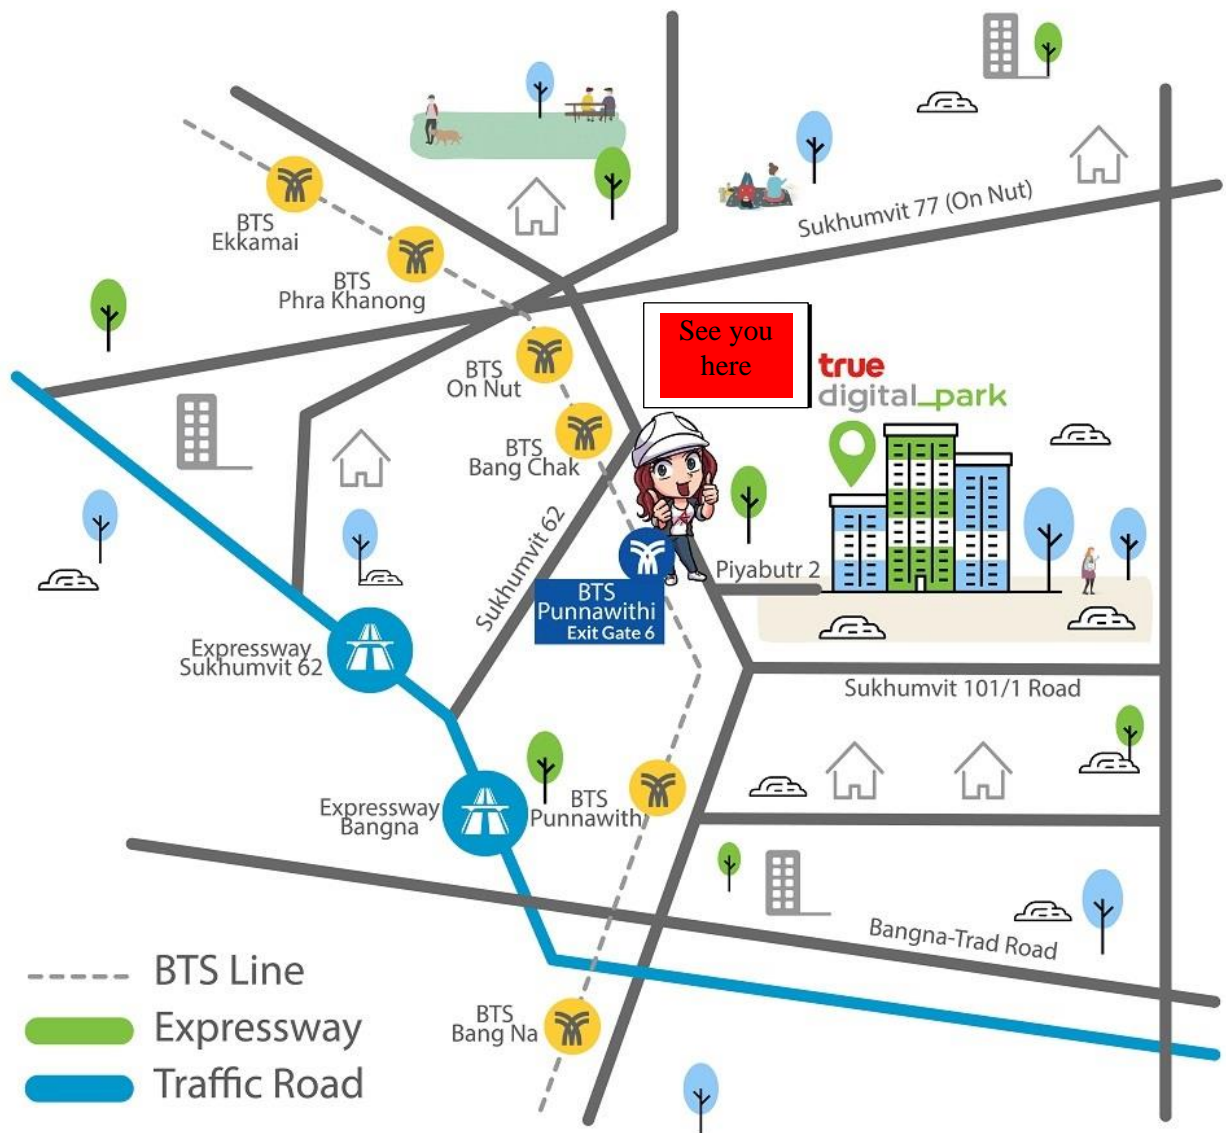 Sukhumvit 77 (On Nut)
BTS
Ekkamai
BTS
Phra Khanong
See you
here
true
digital_park
BTS
On Nut
BTS
Bang Chak
Sukhumvit 62
Piyabutr 2
BTS
Punnawithi
Exit Gate 6
Expressway
Sukhumvit 62
Sukhumvit 101/1 Road
Expressway
Bangna
BTS
Punnawith
Bangna-Trad Road
BTS
Bang Na
BTS Line
Expressway
Traffic Road